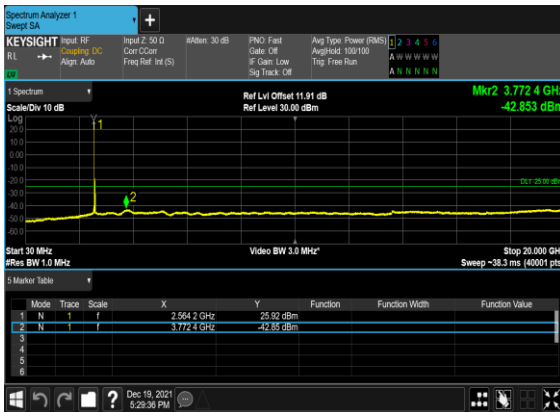 Spectrum Analyzer 1
Swept SA
+
KEYSIGHT Input: RF Input Z: 50 Ω #Atten: 30 dB PNO: Fast Avg Type: Power (RMS) 1 2 3 4 5 6
RL Coupling: DC Corr CCorr Gate: Off Avg|Hold: 100/100 A W W W W W
Align: Auto Freq Ref: Int (S) IF Gain: Low Trig: Free Run
Sig Track: Off A N N N N N
1 Spectrum
Scale/Div 10 dB
Ref Lvl Offset 11.91 dB
Ref Level 30.00 dBm
Mkr2 3.772 4 GHz
-42.853 dBm
Log
20.0
10.0
0.00
-10.0
-20.0
-30.0
-40.0
-50.0
-60.0
1
2
Start 30 MHz
#Res BW 1.0 MHz
Video BW 3.0 MHz*
Stop 20.000 GH
Sweep ~38.3 ms (40001 pts
5 Marker Table
Mode Trace Scale X Y Function Function Width Function Value
1 N 1 f 2.564 2 GHz 25.92 dBm
2 N 1 f 3.772 4 GHz -42.85 dBm
3
4
5
6
Dec 19, 2021
5:29:36 PM